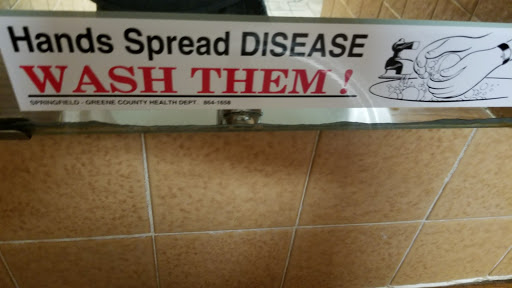 Hands Spread DISEASE
WASH THEM!
SPRINGFIELD - GREENE COUNTY HEALTH DEPT. 864-1658